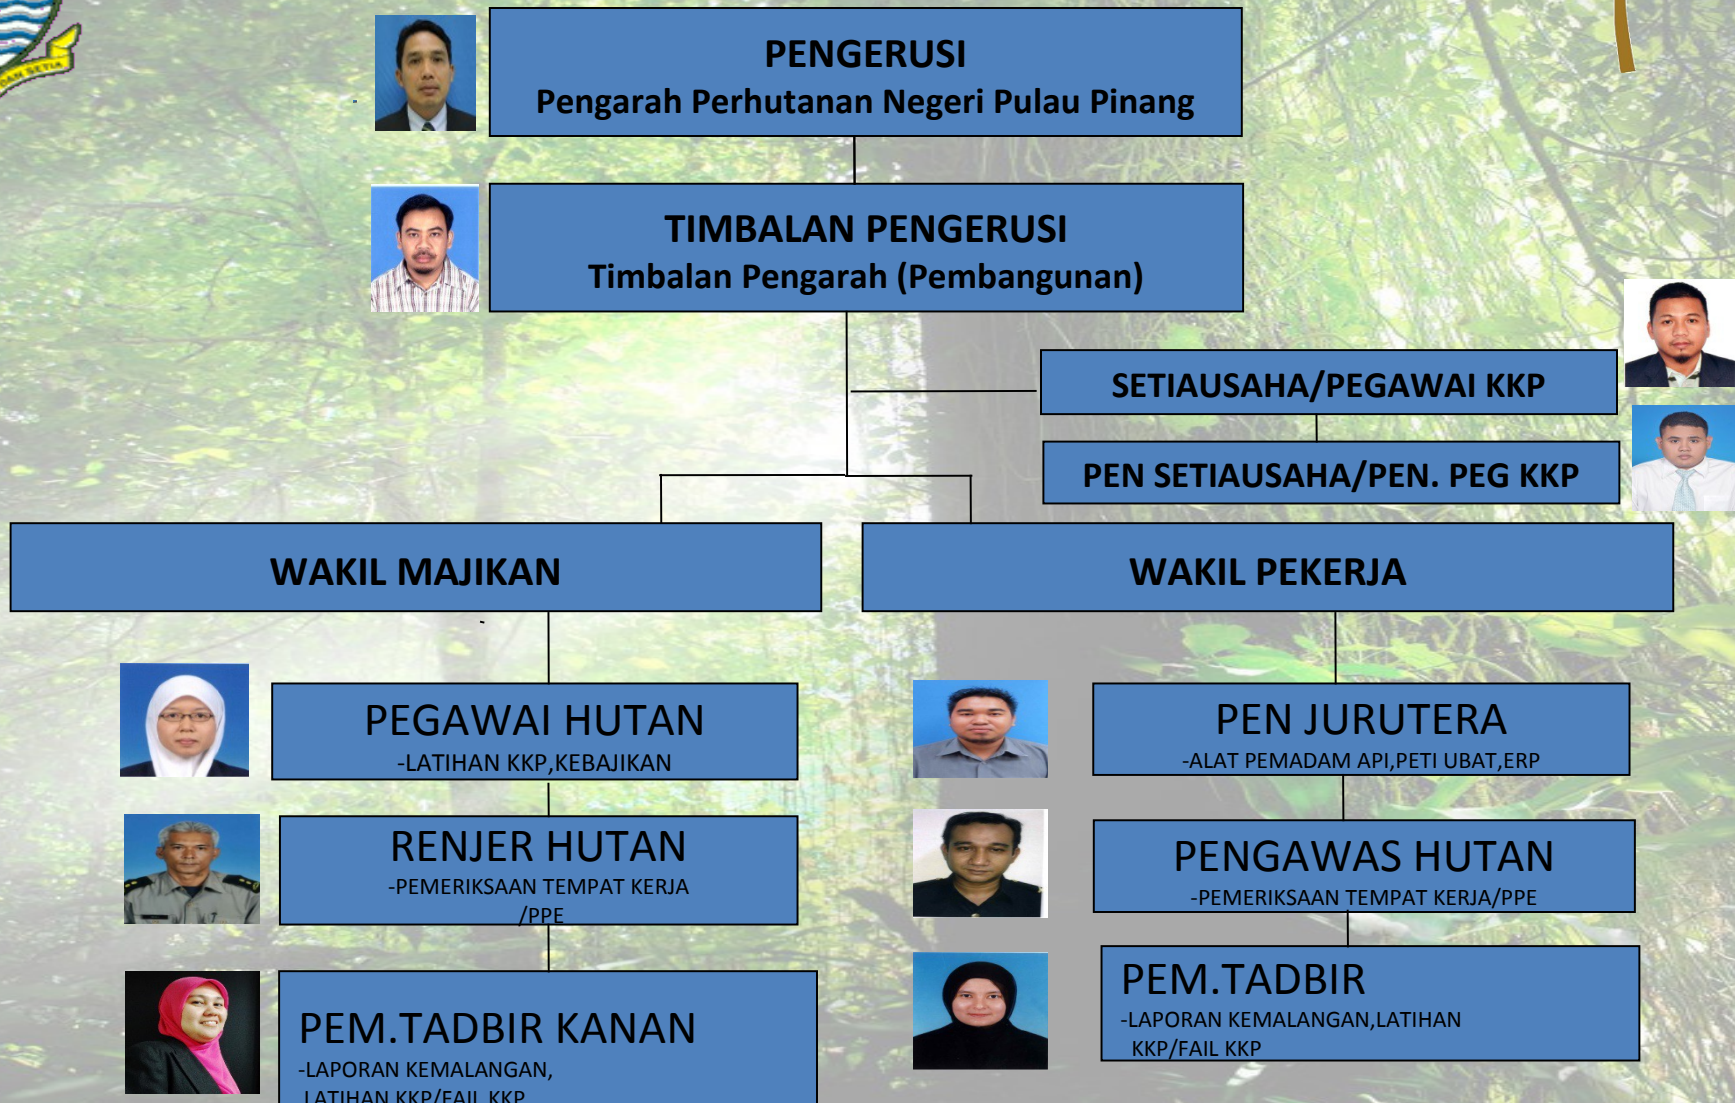 DAN SETIA
PENGERUSI
Pengarah Perhutanan Negeri Pulau Pinang
TIMBALAN PENGERUSI
Timbalan Pengarah (Pembangunan)
SETIAUSAHA/PEGAWAI KKP
PEN SETIAUSAHA/PEN. PEG KKP
WAKIL MAJIKAN
WAKIL PEKERJA
PEGAWAI HUTAN
-LATIHAN KKP,KEBAJIKAN
RENJER HUTAN
-PEMERIKSAAN TEMPAT KERJA
/PPE
PEM.TADBIR KANAN
-LAPORAN KEMALANGAN,
LATIHAN KKP/FAIL KKP
PEN JURUTERA
-ALAT PEMADAM API,PETI UBAT,ERP
PENGAWAS HUTAN
-PEMERIKSAAN TEMPAT KERJA/PPE
PEM.TADBIR
-LAPORAN KEMALANGAN,LATIHAN
KKP/FAIL KKP